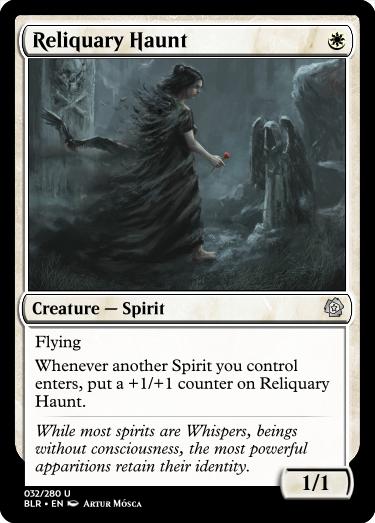 Reliquary Haunt
Creature — Spirit
Flying
Whenever another Spirit you control
enters, put a +1/+1 counter on Reliquary
Haunt.
While most spirits are Whispers, beings
without consciousness, the most powerful
apparitions retain their identity.
1/1
032/280 U
BLR • EN Artur Mósca